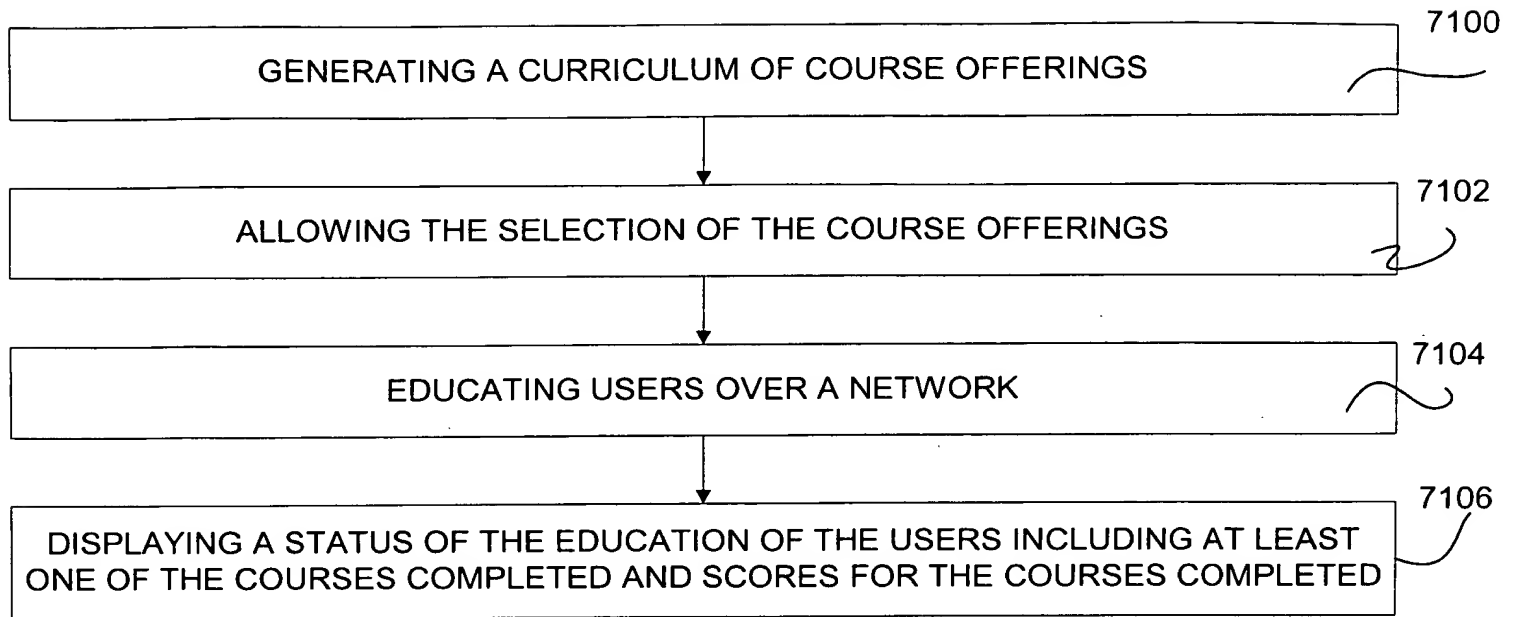 7100
GENERATING A CURRICULUM OF COURSE OFFERINGS
7102
ALLOWING THE SELECTION OF THE COURSE OFFERINGS
7104
EDUCATING USERS OVER A NETWORK
7106
DISPLAYING A STATUS OF THE EDUCATION OF THE USERS INCLUDING AT LEAST
ONE OF THE COURSES COMPLETED AND SCORES FOR THE COURSES COMPLETED